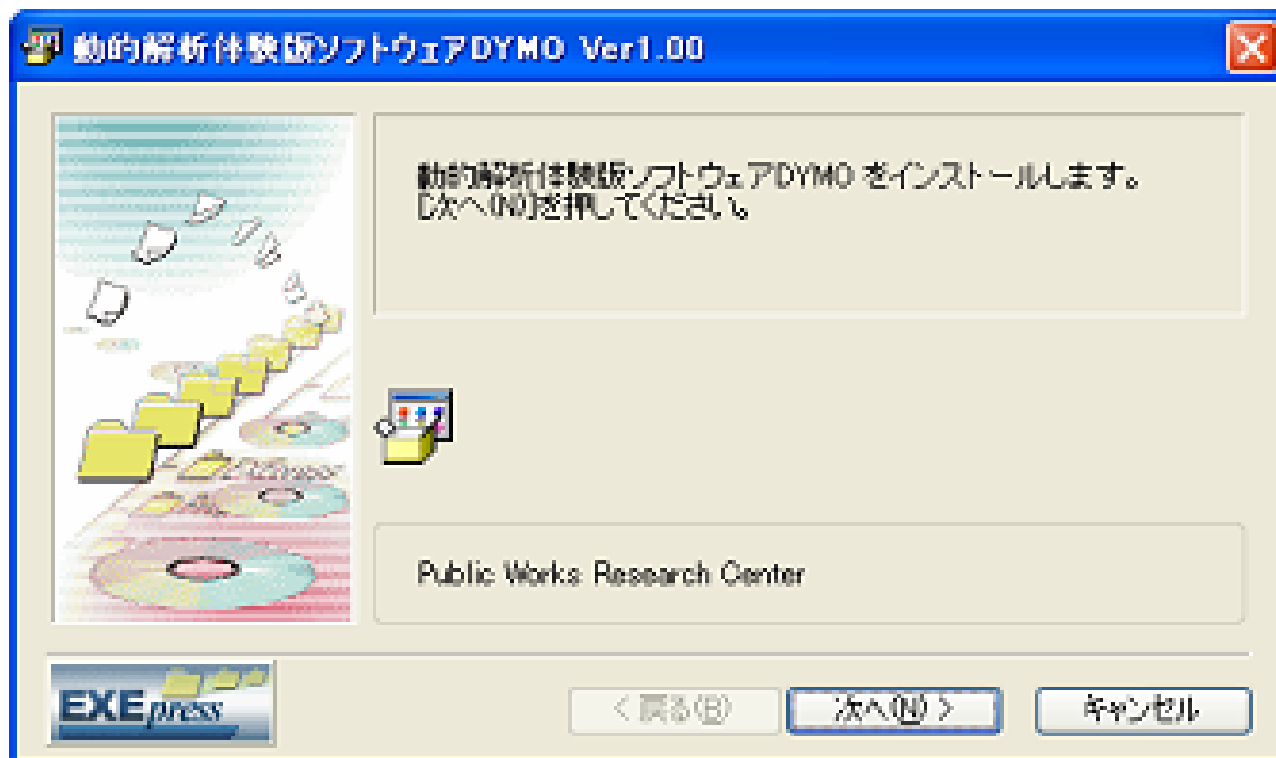 動的解析体験版ソフトウェアDYMO Ver1.00
動的解析体験版ソフトウェアDYMO をインストールします。
[次へ(N)]を押してください。
Public Works Research Center
EXEpress
< 戻る(B)
次へ(N) >
キャンセル